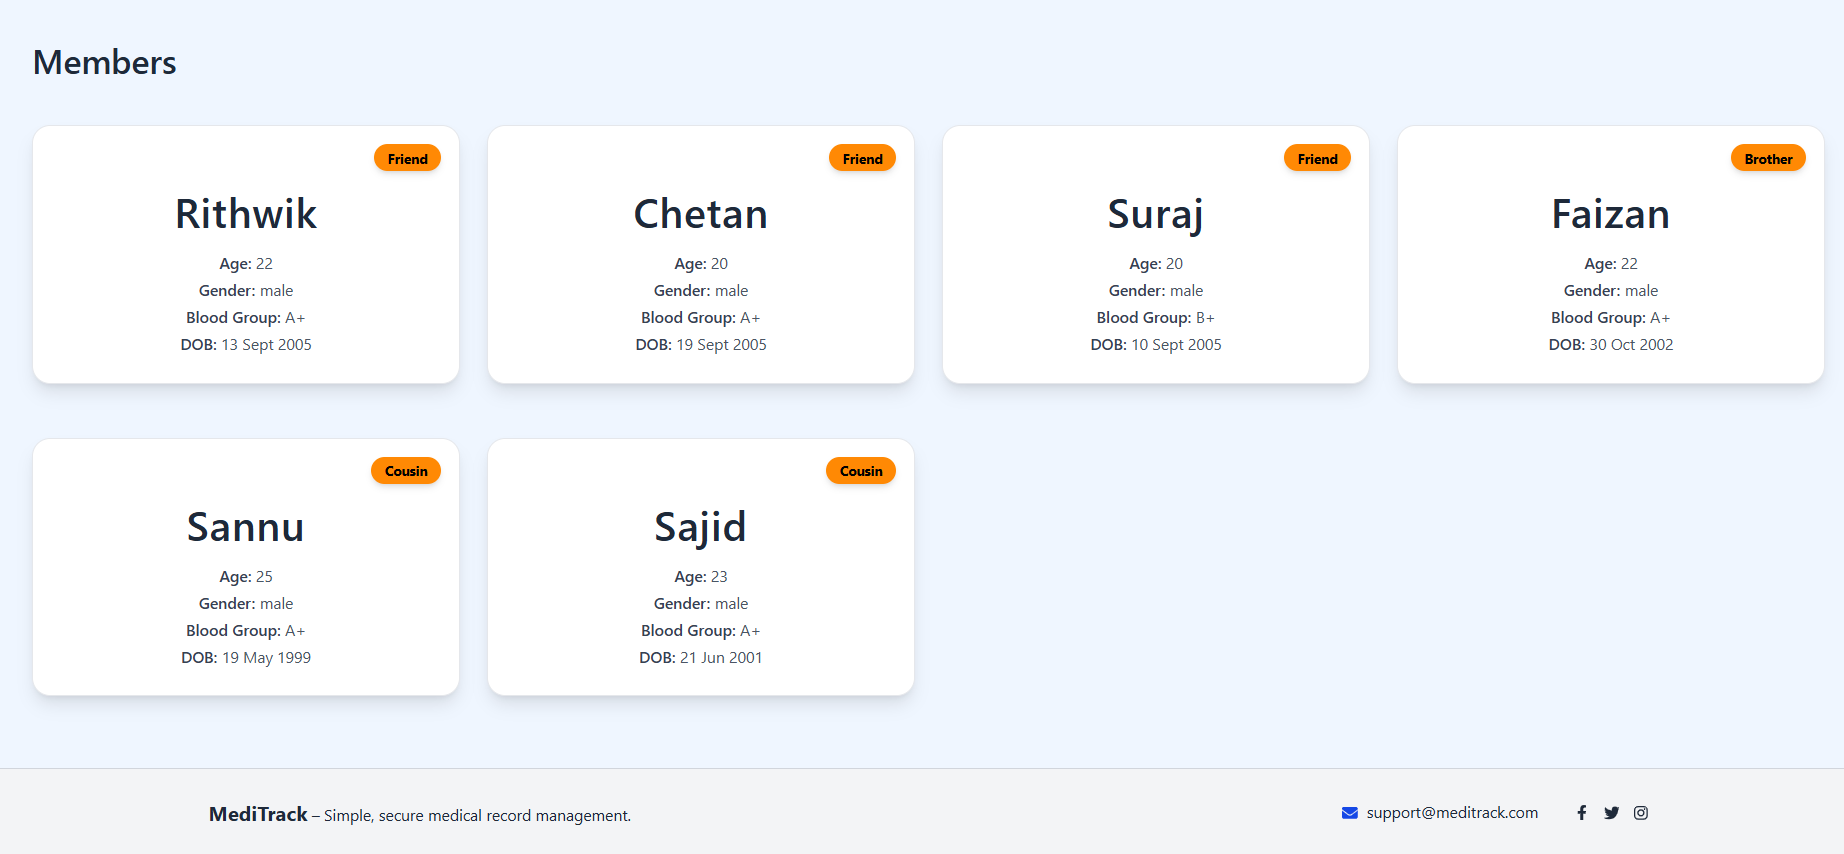 Members
Friend
Rithwik
Age: 22
Gender: male
Blood Group: A+
DOB: 13 Sept 2005
Friend
Chetan
Age: 20
Gender: male
Blood Group: A+
DOB: 19 Sept 2005
Friend
Suraj
Age: 20
Gender: male
Blood Group: B+
DOB: 10 Sept 2005
Brother
Faizan
Age: 22
Gender: male
Blood Group: A+
DOB: 30 Oct 2002
Cousin
Sannu
Age: 25
Gender: male
Blood Group: A+
DOB: 19 May 1999
Cousin
Sajid
Age: 23
Gender: male
Blood Group: A+
DOB: 21 Jun 2001
MediTrack – Simple, secure medical record management.
support@meditrack.com